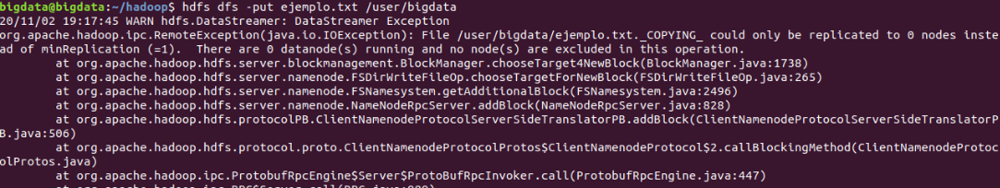 bigdata@bigdata:~/hadoop$ hdfs dfs -put ejemplo.txt /user/bigdata
20/11/02 19:17:45 WARN hdfs.DataStreamer: DataStreamer Exception
org.apache.hadoop.ipc.RemoteException(java.io.IOException): File /user/bigdata/ejemplo.txt._COPYING_ could only be replicated to 0 nodes inste
ad of minReplication (=1).  There are 0 datanode(s) running and no node(s) are excluded in this operation.
at org.apache.hadoop.hdfs.server.blockmanagement.BlockManager.chooseTarget4NewBlock(BlockManager.java:1738)
at org.apache.hadoop.hdfs.server.namenode.FSDirWriteFileOp.chooseTargetForNewBlock(FSDirWriteFileOp.java:265)
at org.apache.hadoop.hdfs.server.namenode.FSNamesystem.getAdditionalBlock(FSNamesystem.java:2496)
at org.apache.hadoop.hdfs.server.namenode.NameNodeRpcServer.addBlock(NameNodeRpcServer.java:828)
at org.apache.hadoop.hdfs.protocolPB.ClientNamenodeProtocolServerSideTranslatorPB.addBlock(ClientNamenodeProtocolServerSideTranslatorP
B.java:506)
at org.apache.hadoop.hdfs.protocol.proto.ClientNamenodeProtocolProtos$ClientNamenodeProtocol$2.callBlockingMethod(ClientNamenodeProtoc
olProtos.java)
at org.apache.hadoop.ipc.ProtobufRpcEngine$Server$ProtoBufRpcInvoker.call(ProtobufRpcEngine.java:447)